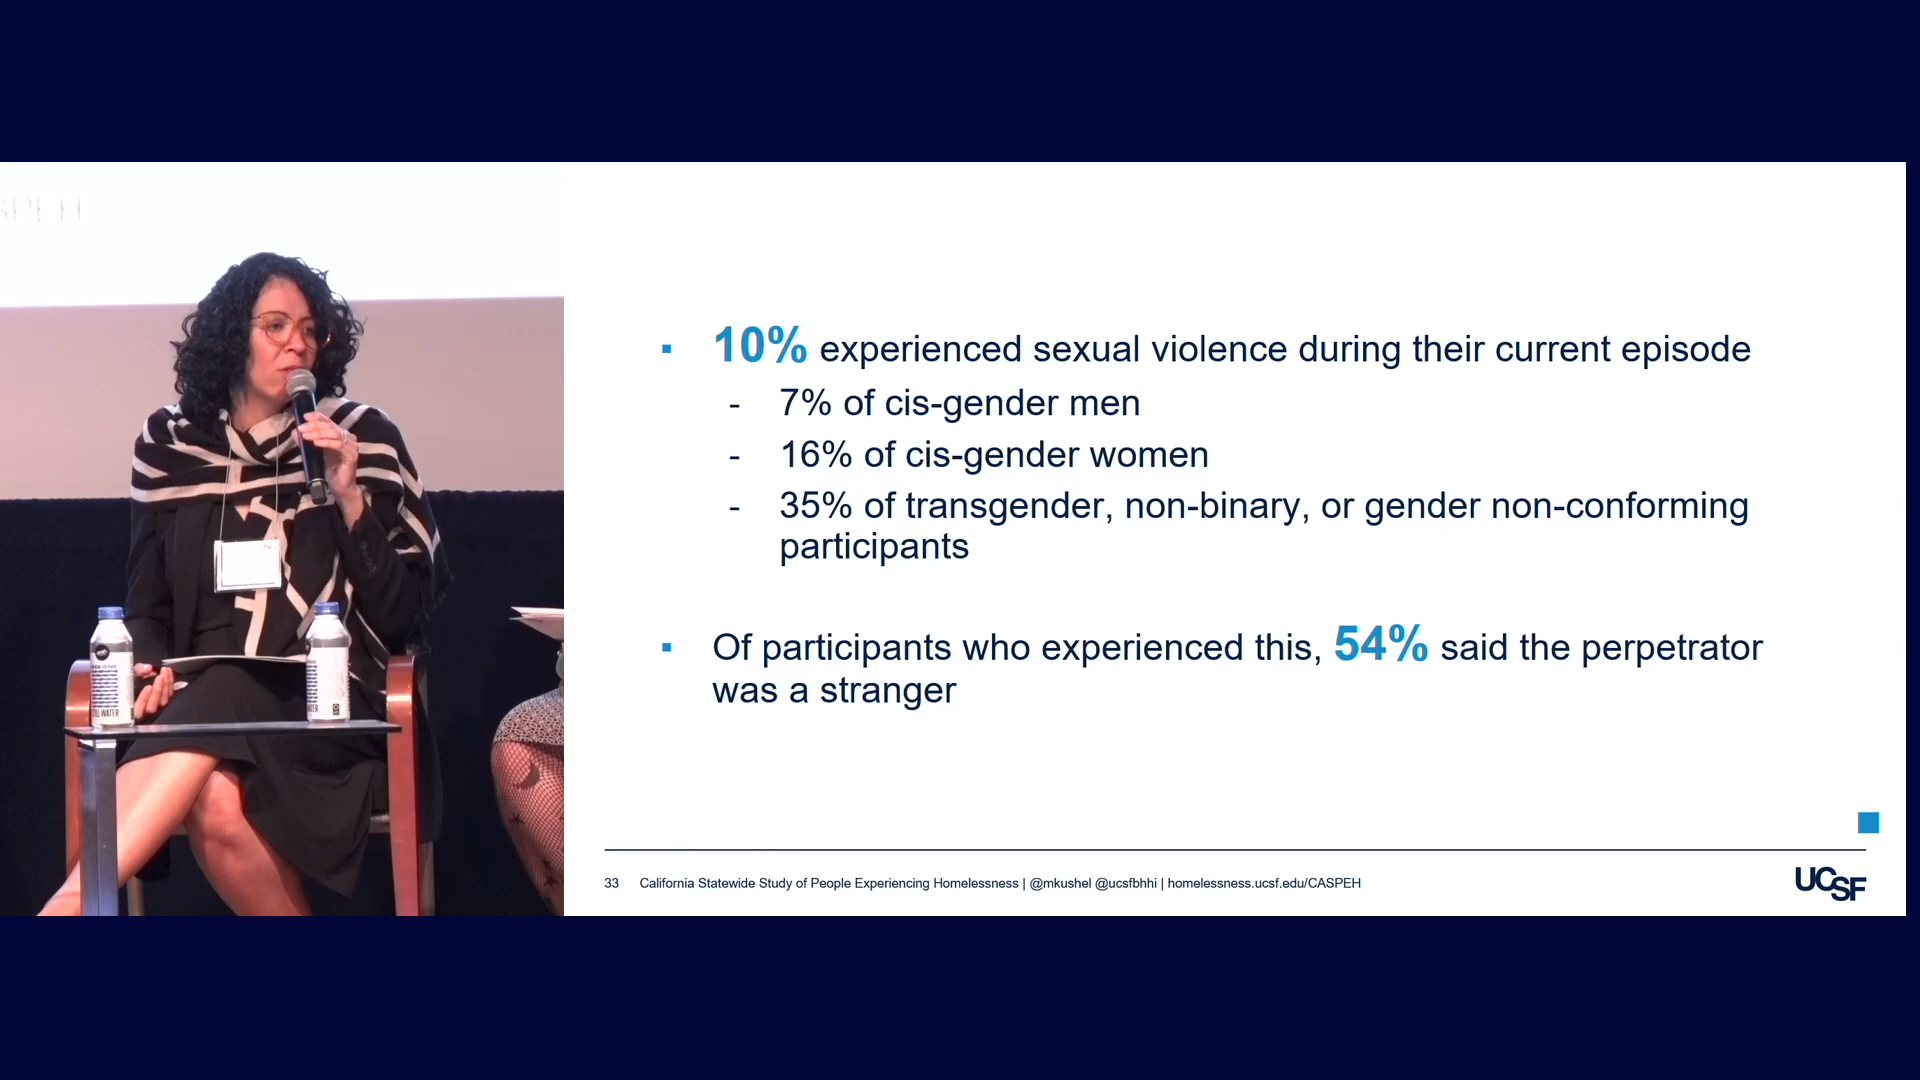 SPEH
▪ 10% experienced sexual violence during their current episode
- 7% of cis-gender men
- 16% of cis-gender women
- 35% of transgender, non-binary, or gender non-conforming
participants
▪ Of participants who experienced this, 54% said the perpetrator
was a stranger
WATER
33 California Statewide Study of People Experiencing Homelessness | @mkushel @ucsfbhhi | homelessness.ucsf.edu/CASPEH
UCSF